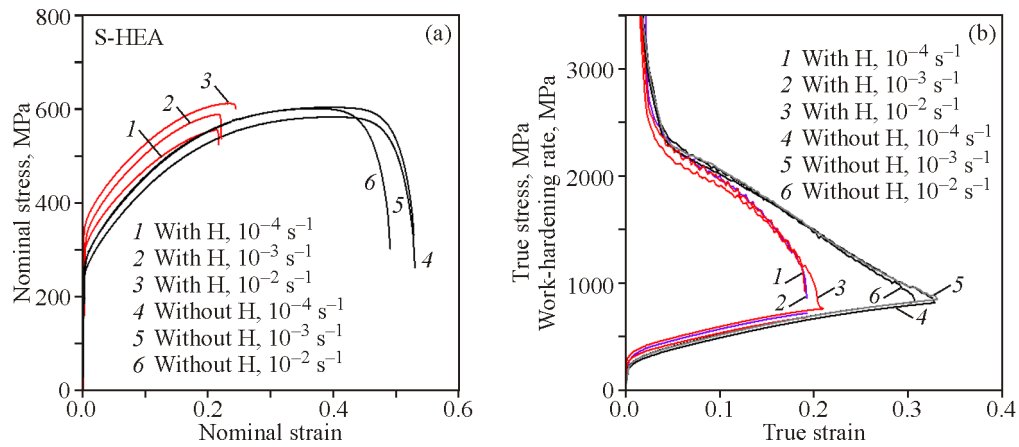 800
S-HEA
(a)
3
2
1
600
Nominal stress, MPa
400
6
5
4
1 With H, 10⁻⁴ s⁻¹
2 With H, 10⁻³ s⁻¹
3 With H, 10⁻² s⁻¹
4 Without H, 10⁻⁴ s⁻¹
5 Without H, 10⁻³ s⁻¹
6 Without H, 10⁻² s⁻¹
200
0
0.0 0.2 0.4 0.6
Nominal strain
(b)
1 With H, 10⁻⁴ s⁻¹
2 With H, 10⁻³ s⁻¹
3 With H, 10⁻² s⁻¹
4 Without H, 10⁻⁴ s⁻¹
5 Without H, 10⁻³ s⁻¹
6 Without H, 10⁻² s⁻¹
3000
True stress, MPa
Work-hardening rate, MPa
2000
1000
1
2
3
6
5
4
0
0.0 0.1 0.2 0.3 0.4
True strain